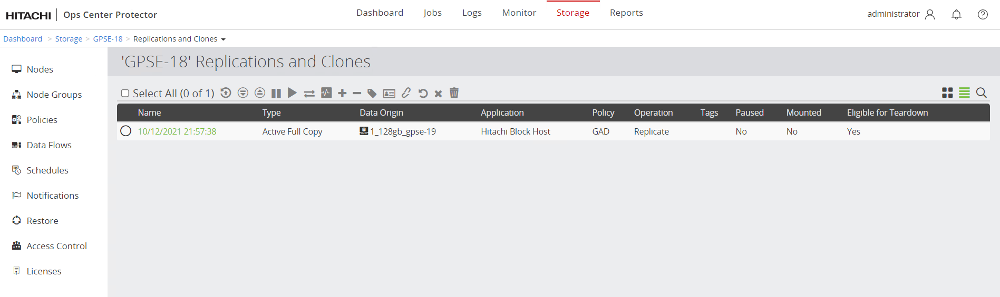 HITACHI Ops Center Protector
Dashboard Jobs Logs Monitor Storage Reports
administrator
Dashboard > Storage > GPSE-18 > Replications and Clones
Nodes
Node Groups
Policies
Data Flows
Schedules
Notifications
Restore
Access Control
Licenses
'GPSE-18' Replications and Clones
Select All (0 of 1)
Name Type Data Origin Application Policy Operation Tags Paused Mounted Eligible for Teardown
10/12/2021 21:57:38 Active Full Copy 1_128gb_gpse-19 Hitachi Block Host GAD Replicate No No Yes